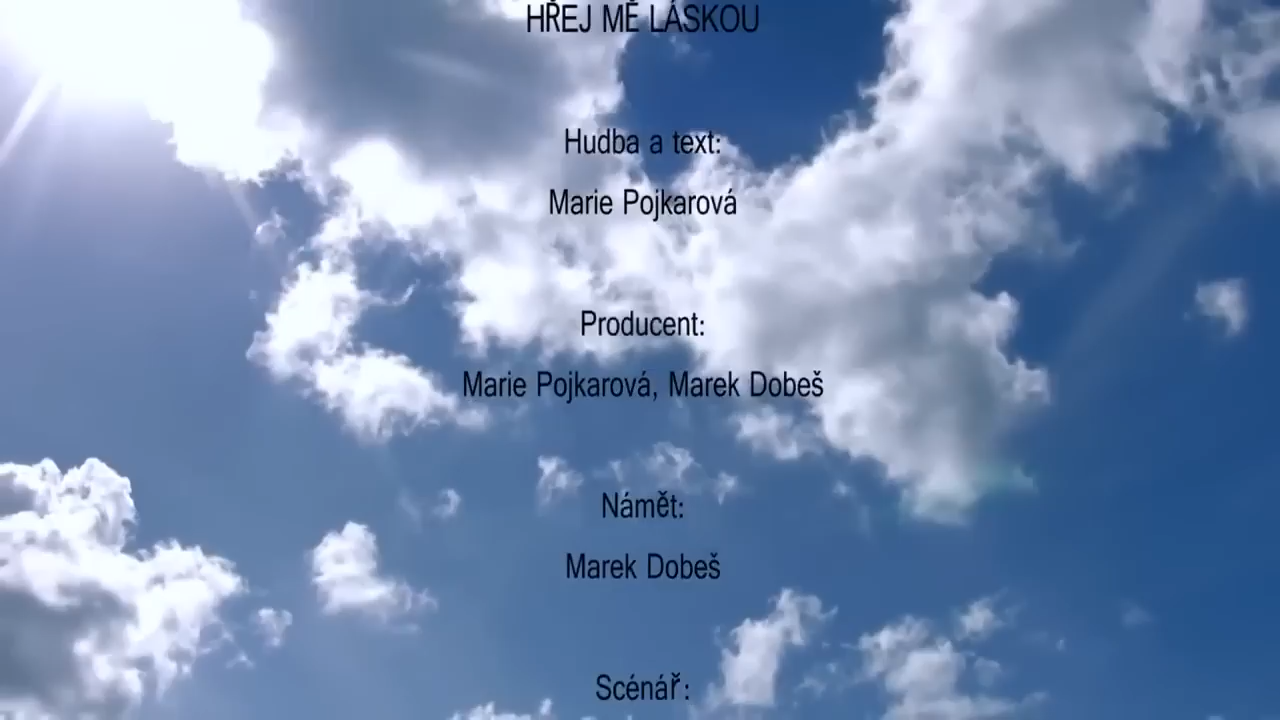 HŘEJ MĚ LÁSKOU
Hudba a text:
Marie Pojkarová
Producent:
Marie Pojkarová, Marek Dobeš
Námět:
Marek Dobeš
Scénář: